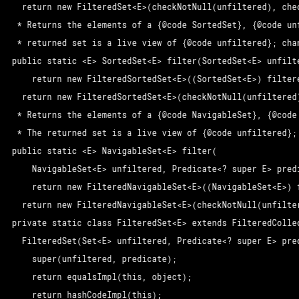 return new FilteredSet<E>(checkNotNull(unfiltered), chec
* Returns the elements of a {@code SortedSet}, {@code unf
* returned set is a live view of {@code unfiltered}; chan
public static <E> SortedSet<E> filter(SortedSet<E> unfilte
return new FilteredSortedSet<E>((SortedSet<E>) filtere
return new FilteredSortedSet<E>(checkNotNull(unfiltered)
* Returns the elements of a {@code NavigableSet}, {@code
* The returned set is a live view of {@code unfiltered};
public static <E> NavigableSet<E> filter(
NavigableSet<E> unfiltered, Predicate<? super E> predi
return new FilteredNavigableSet<E>((NavigableSet<E>) f
return new FilteredNavigableSet<E>(checkNotNull(unfilter
private static class FilteredSet<E> extends FilteredCollec
FilteredSet(Set<E> unfiltered, Predicate<? super E> pred
super(unfiltered, predicate);
return equalsImpl(this, object);
return hashCodeImpl(this);